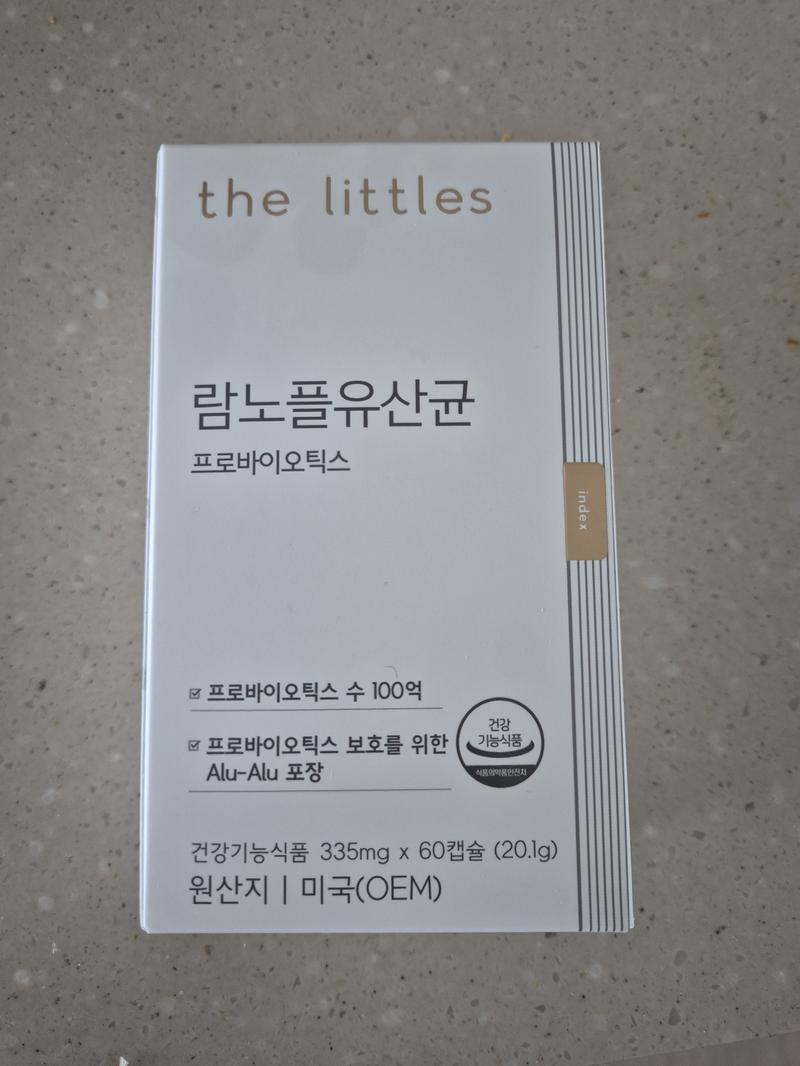 the littles
람노플유산균
프로바이오틱스
index
프로바이오틱스 수 100억
프로바이오틱스 보호를 위한
Alu-Alu 포장
건강
기능식품
식품의약품안전처
건강기능식품 335mg x 60캡슐 (20.1g)
원산지 | 미국(OEM)